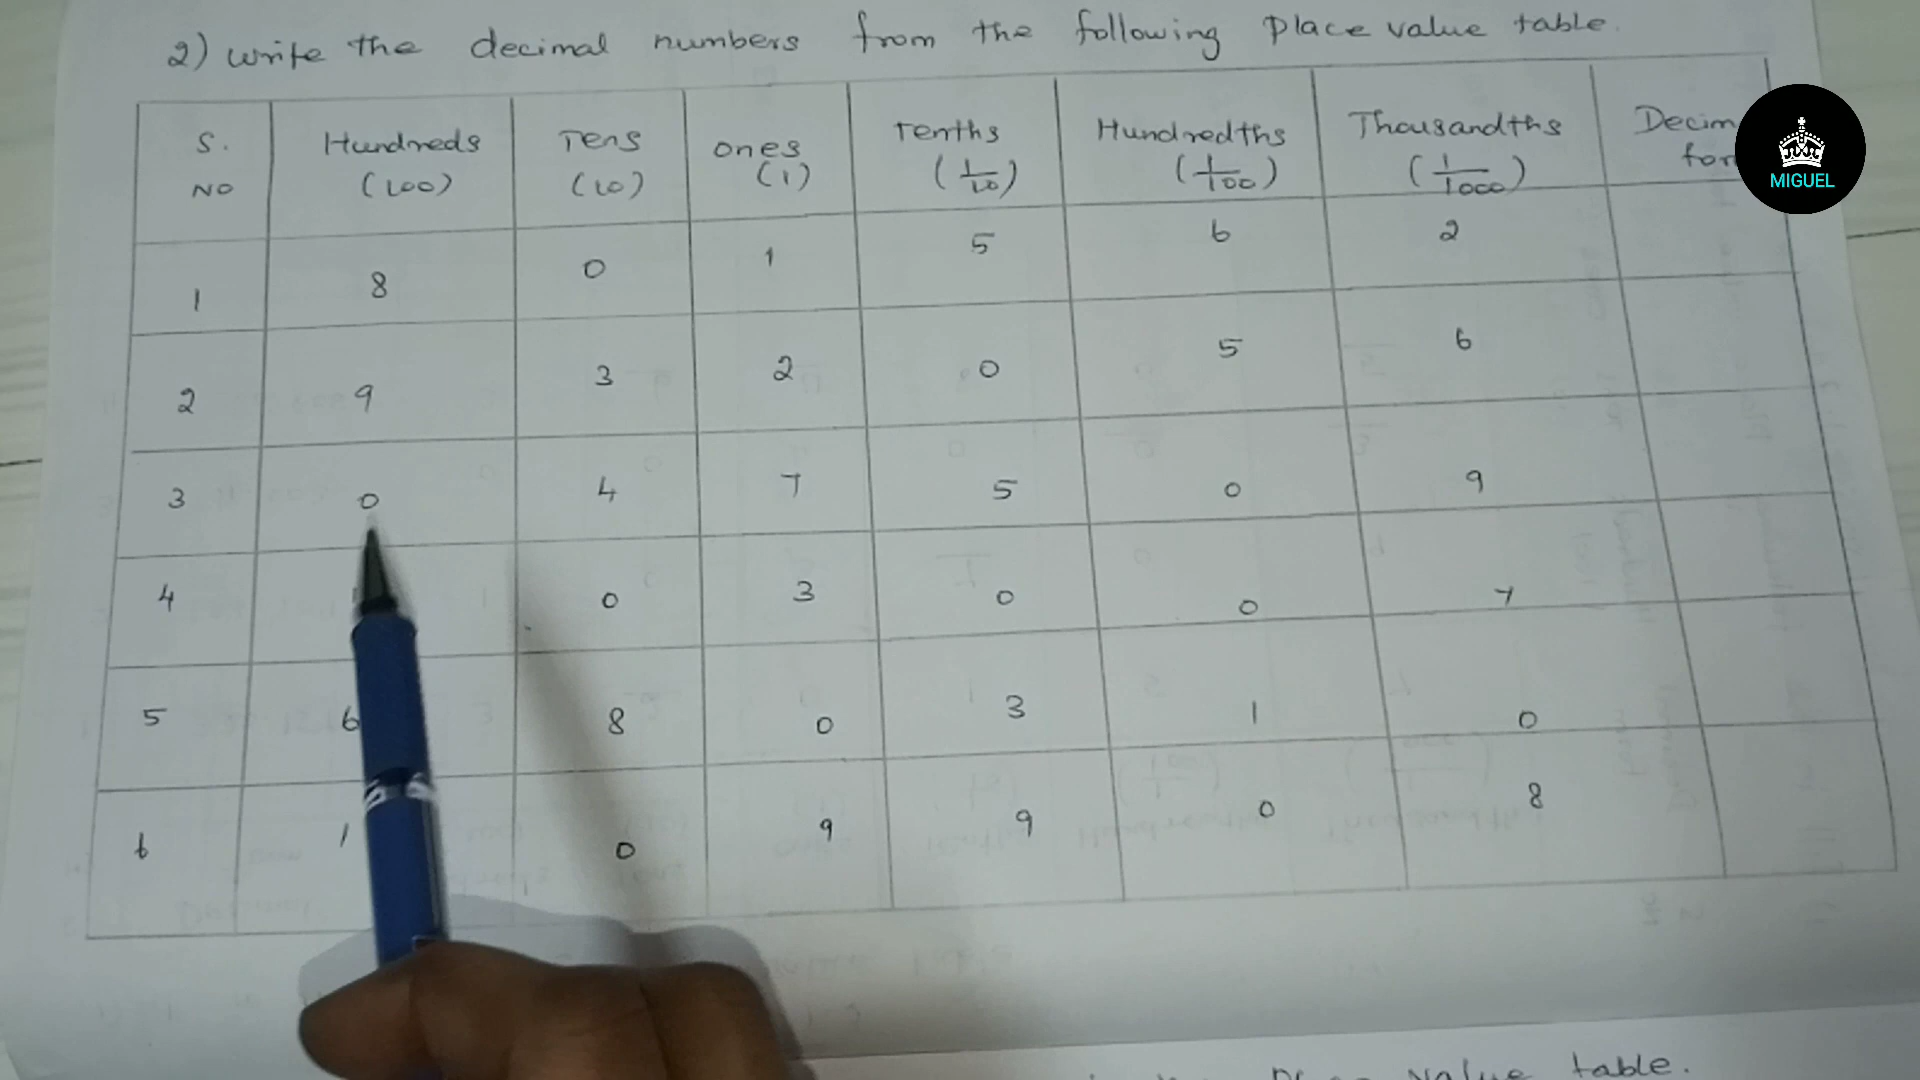 2) Write the decimal numbers from the following place value table.
S. NO Hundreds (100) Tens (10) Ones (1) Tenths (1/10) Hundredths (1/100) Thousandths (1/1000)
MIGUEL
1 8 0 1 5 6 2
2 9 3 2 0 5 6
3 0 4 7 5 0 9
4 0 3 0 0 7
5 6 8 0 3 1 0
6 1 0 9 9 0 8
Place value table.